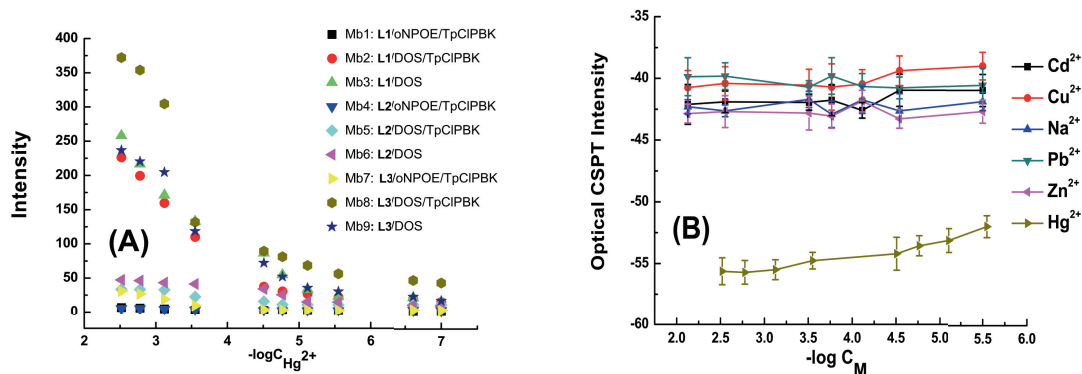 400
350
300
250
200
150
100
50
0
Intensity
(A)
2 3 4 5 6 7
-logC Hg2+
Mb1: L1/oNPOE/TpClPBK
Mb2: L1/DOS/TpClPBK
Mb3: L1/DOS
Mb4: L2/oNPOE/TpClPBK
Mb5: L2/DOS/TpClPBK
Mb6: L2/DOS
Mb7: L3/oNPOE/TpClPBK
Mb8: L3/DOS/TpClPBK
Mb9: L3/DOS
-35
-40
-45
-50
-55
-60
Optical CSPT Intensity
(B)
2.0 2.5 3.0 3.5 4.0 4.5 5.0 5.5 6.0
-log C M
Cd2+
Cu2+
Na2+
Pb2+
Zn2+
Hg2+